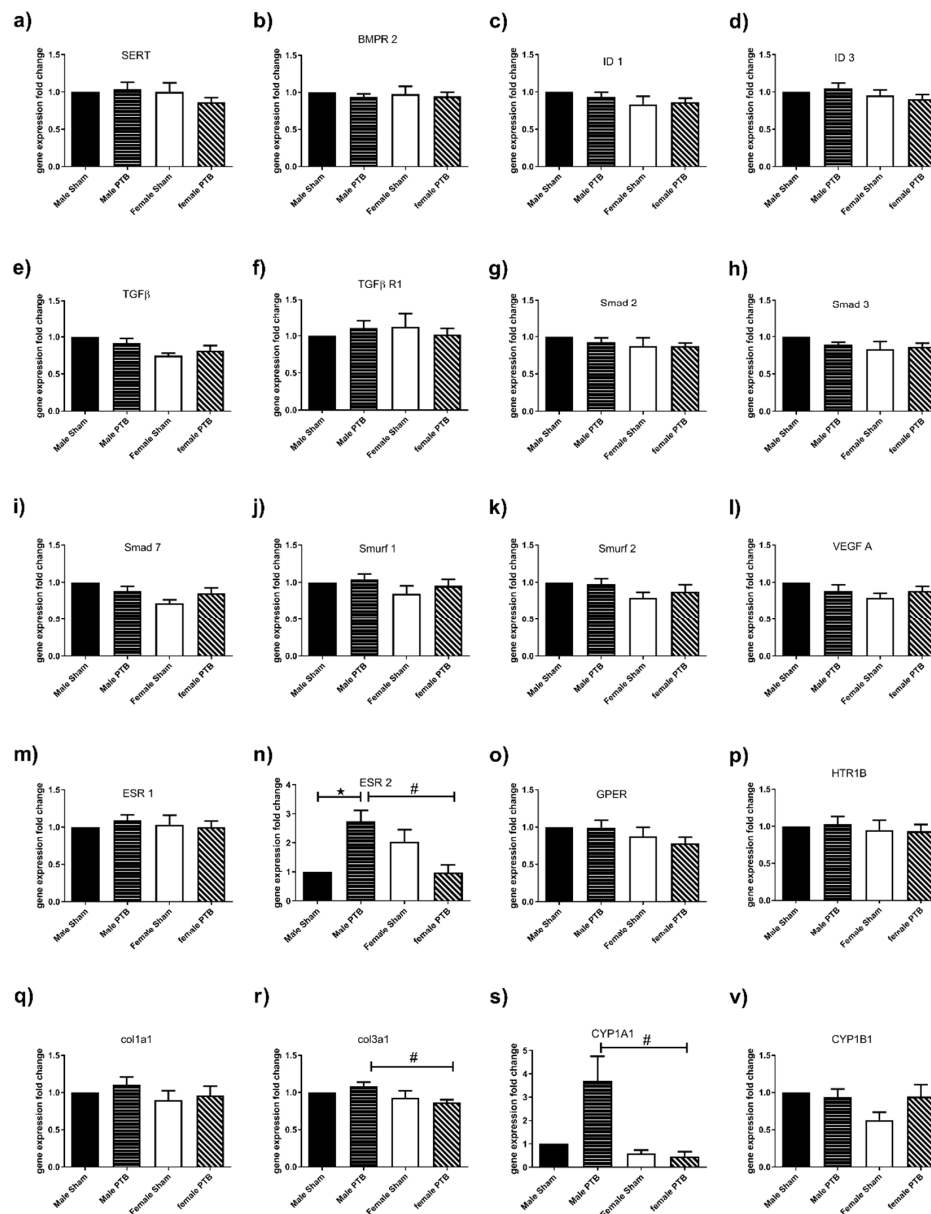 a)
SERT
gene expression fold change
1.5
1.0
0.5
0.0
Male Sham
Male PTB
Female Sham
female PTB
b)
BMPR 2
gene expression fold change
1.5
1.0
0.5
0.0
Male Sham
Male PTB
Female Sham
female PTB
c)
ID 1
gene expression fold change
1.5
1.0
0.5
0.0
Male Sham
Male PTB
Female Sham
female PTB
d)
ID 3
gene expression fold change
1.5
1.0
0.5
0.0
Male Sham
Male PTB
Female Sham
female PTB
e)
TGFβ
gene expression fold change
1.5
1.0
0.5
0.0
Male Sham
Male PTB
Female Sham
female PTB
f)
TGFβ R1
gene expression fold change
1.5
1.0
0.5
0.0
Male Sham
Male PTB
Female Sham
female PTB
g)
Smad 2
gene expression fold change
1.5
1.0
0.5
0.0
Male Sham
Male PTB
Female Sham
female PTB
h)
Smad 3
gene expression fold change
1.5
1.0
0.5
0.0
Male Sham
Male PTB
Female Sham
female PTB
i)
Smad 7
gene expression fold change
1.5
1.0
0.5
0.0
Male Sham
Male PTB
Female Sham
female PTB
j)
Smurf 1
gene expression fold change
1.5
1.0
0.5
0.0
Male Sham
Male PTB
Female Sham
female PTB
k)
Smurf 2
gene expression fold change
1.5
1.0
0.5
0.0
Male Sham
Male PTB
Female Sham
female PTB
l)
VEGF A
gene expression fold change
1.5
1.0
0.5
0.0
Male Sham
Male PTB
Female Sham
female PTB
m)
ESR 1
gene expression fold change
1.5
1.0
0.5
0.0
Male Sham
Male PTB
Female Sham
female PTB
n)
ESR 2
★
#
gene expression fold change
4
3
2
1
0
Male Sham
Male PTB
Female Sham
female PTB
o)
GPER
gene expression fold change
1.5
1.0
0.5
0.0
Male Sham
Male PTB
Female Sham
female PTB
p)
HTR1B
gene expression fold change
1.5
1.0
0.5
0.0
Male Sham
Male PTB
Female Sham
female PTB
q)
col1a1
gene expression fold change
1.5
1.0
0.5
0.0
Male Sham
Male PTB
Female Sham
female PTB
r)
col3a1
#
gene expression fold change
1.5
1.0
0.5
0.0
Male Sham
Male PTB
Female Sham
female PTB
s)
CYP1A1
#
gene expression fold change
5
4
3
2
1
0
Male Sham
Male PTB
Female Sham
female PTB
v)
CYP1B1
gene expression fold change
1.5
1.0
0.5
0.0
Male Sham
Male PTB
Female Sham
female PTB